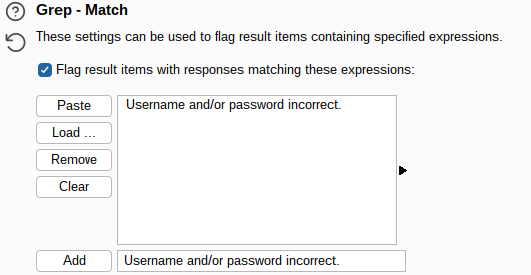 Grep - Match
These settings can be used to flag result items containing specified expressions.
Flag result items with responses matching these expressions:
Paste
Username and/or password incorrect.
Load ...
Remove
Clear
Add
Username and/or password incorrect.